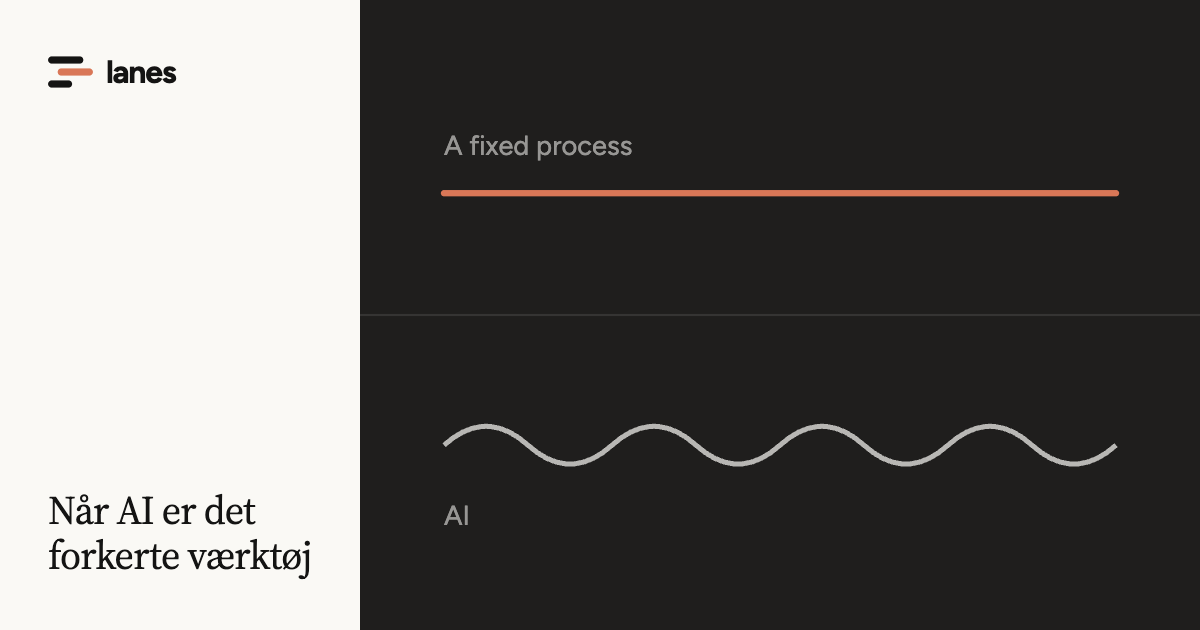 lanes
A fixed process
AI
Når AI er det
forkerte værktøj